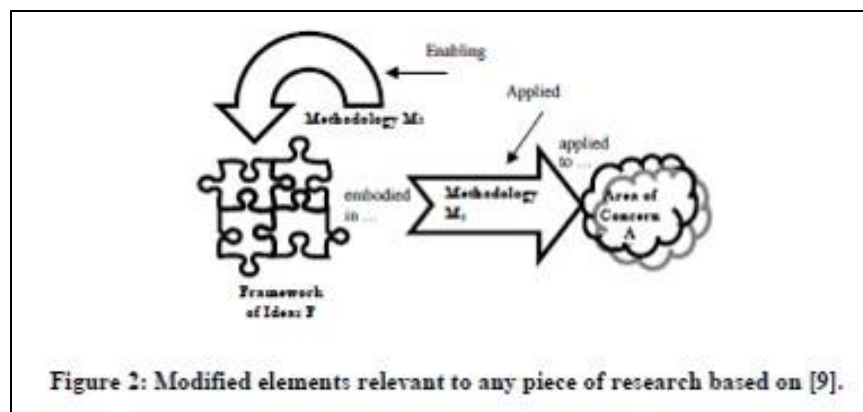 Enabling
Applied
Methodology M2
applied
to ...
embodied
in ...
Methodology
M1
Area of
Concern
A
Framework
of Ideas F
Figure 2: Modified elements relevant to any piece of research based on [9].